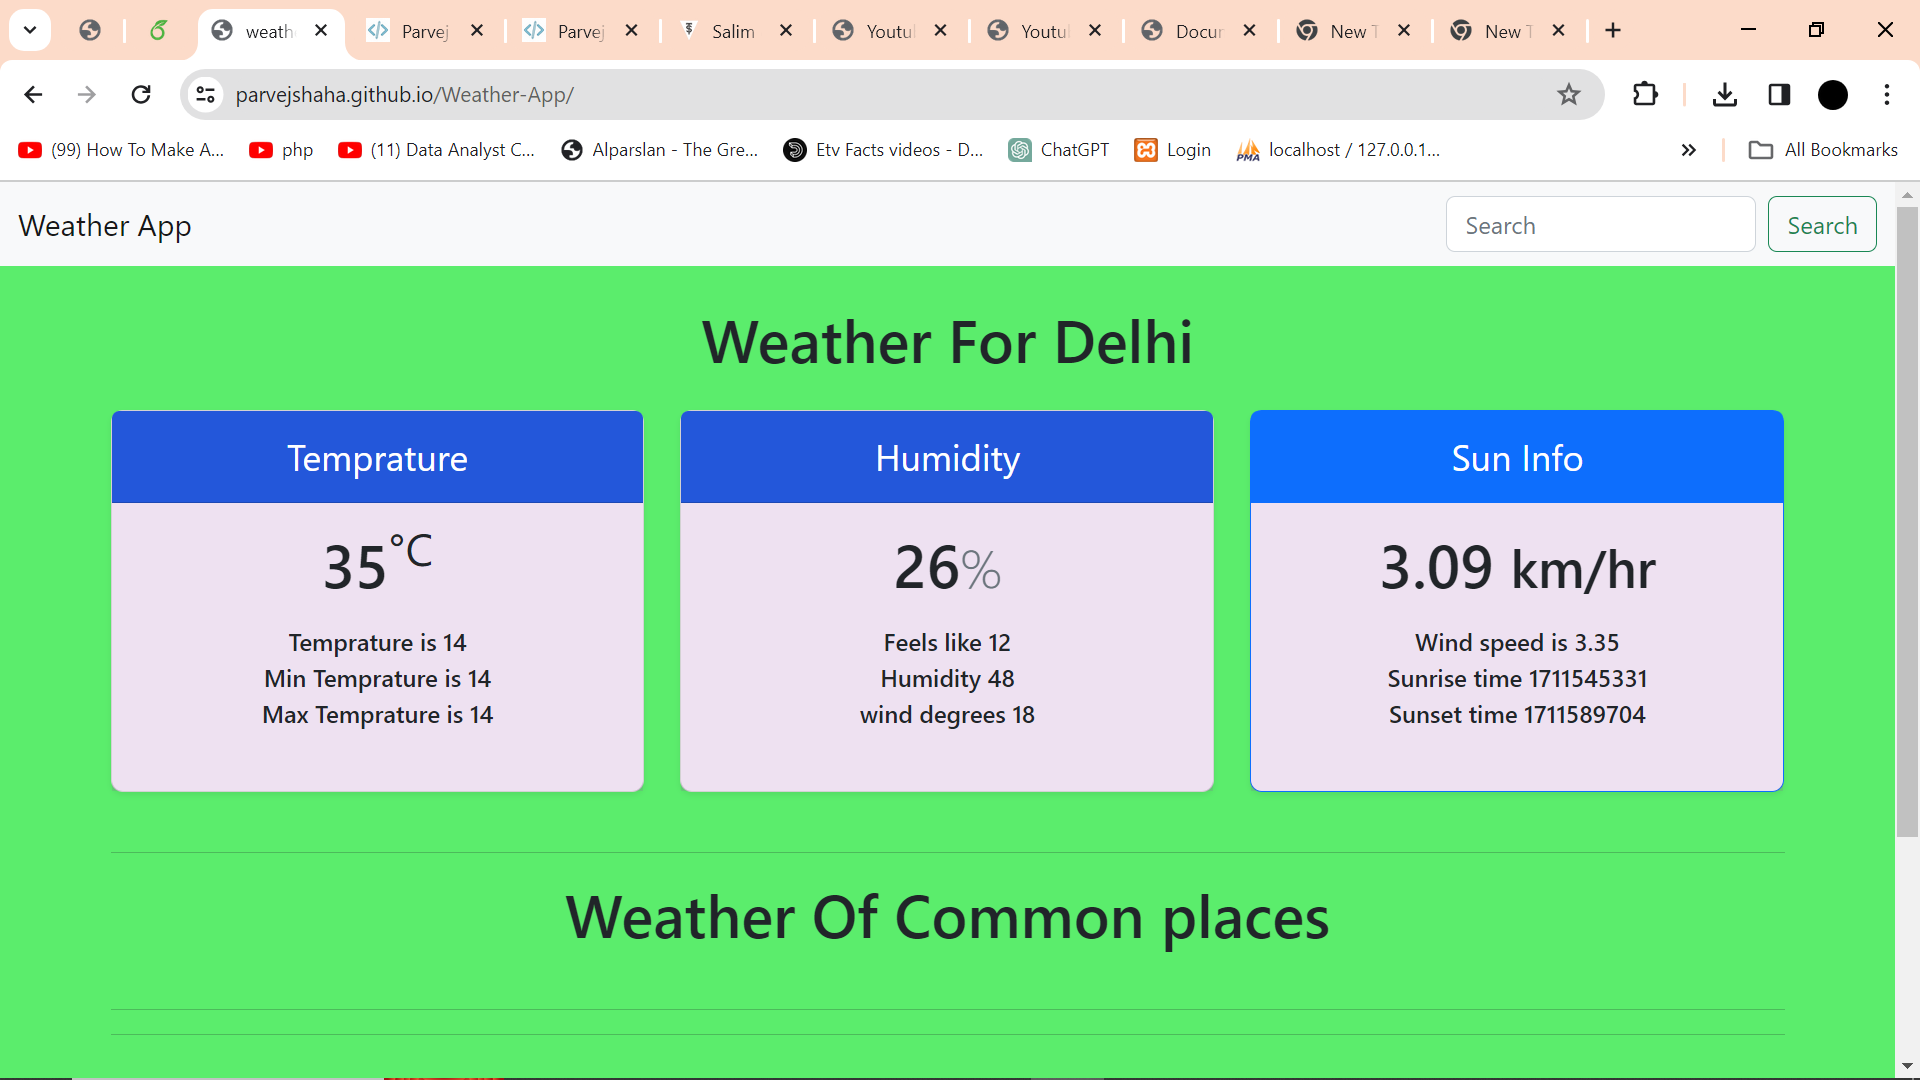 weath
Parvej
Parvej
Salim
Youtul
Youtul
Docur
New T
New T
parvejshaha.github.io/Weather-App/
(99) How To Make A...
php
(11) Data Analyst C...
Alparslan - The Gre...
Etv Facts videos - D...
ChatGPT
Login
localhost / 127.0.0.1...
All Bookmarks
Weather App
Search
Search
Weather For Delhi
Temprature
Humidity
Sun Info
35°C
26%
3.09 km/hr
Temprature is 14
Min Temprature is 14
Max Temprature is 14
Feels like 12
Humidity 48
wind degrees 18
Wind speed is 3.35
Sunrise time 1711545331
Sunset time 1711589704
Weather Of Common places